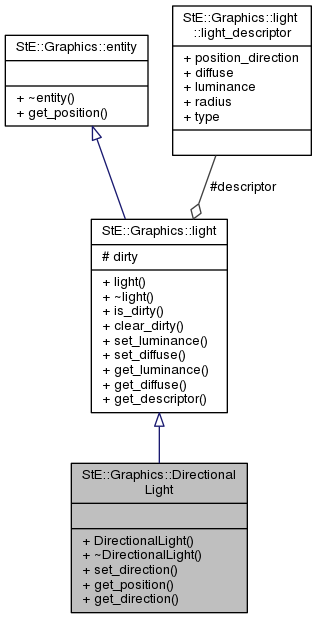 StE::Graphics::entity
+ ~entity()
+ get_position()
StE::Graphics::light
::light_descriptor
+ position_direction
+ diffuse
+ luminance
+ radius
+ type
#descriptor
StE::Graphics::light
# dirty
+ light()
+ ~light()
+ is_dirty()
+ clear_dirty()
+ set_luminance()
+ set_diffuse()
+ get_luminance()
+ get_diffuse()
+ get_descriptor()
StE::Graphics::Directional
Light
+ DirectionalLight()
+ ~DirectionalLight()
+ set_direction()
+ get_position()
+ get_direction()